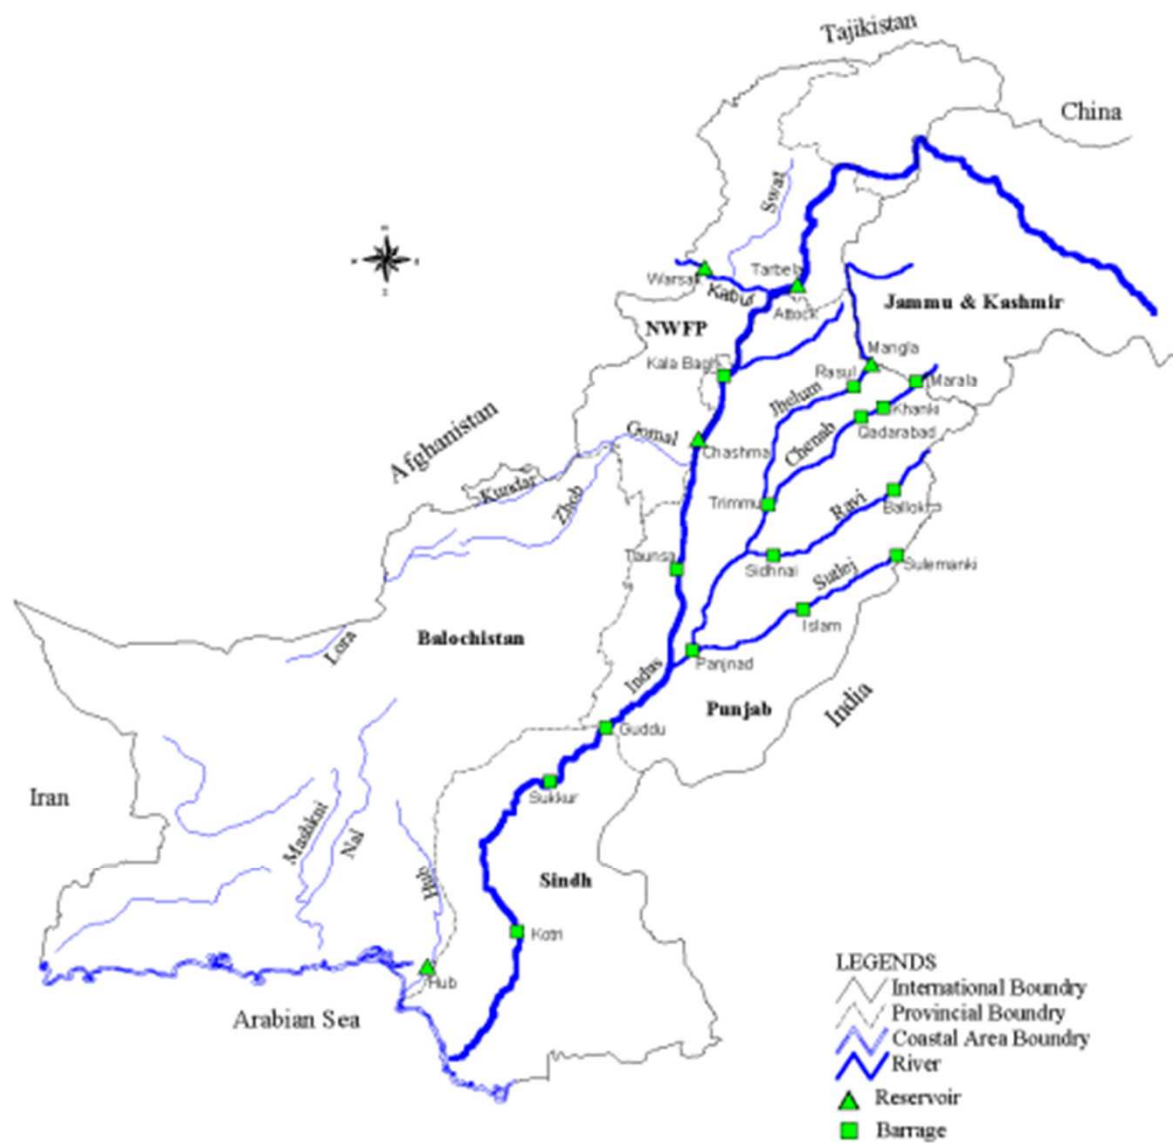 Tajikistan
China
Swat
Warsak
Tarbela
Kabul
Attock
Jammu & Kashmir
NWFP
Kala Bagh
Mangla
Rasul
Marala
Jhelum
Khanki
Qadarabad
Chenab
Afghanistan
Gomal
Chashma
Kundar
Zhob
Trimmu
Ravi
Balloki
Taunsa
Sidhnai
Sutlej
Sulemanki
Islam
Lora
Balochistan
Panjnad
Indus
Punjab
India
Guddu
Iran
Sukkur
Mashkai
Nal
Hub
Sindh
Kotri
Hub
Arabian Sea
LEGENDS
International Boundry
Provincial Boundry
Coastal Area Boundry
River
Reservoir
Barrage